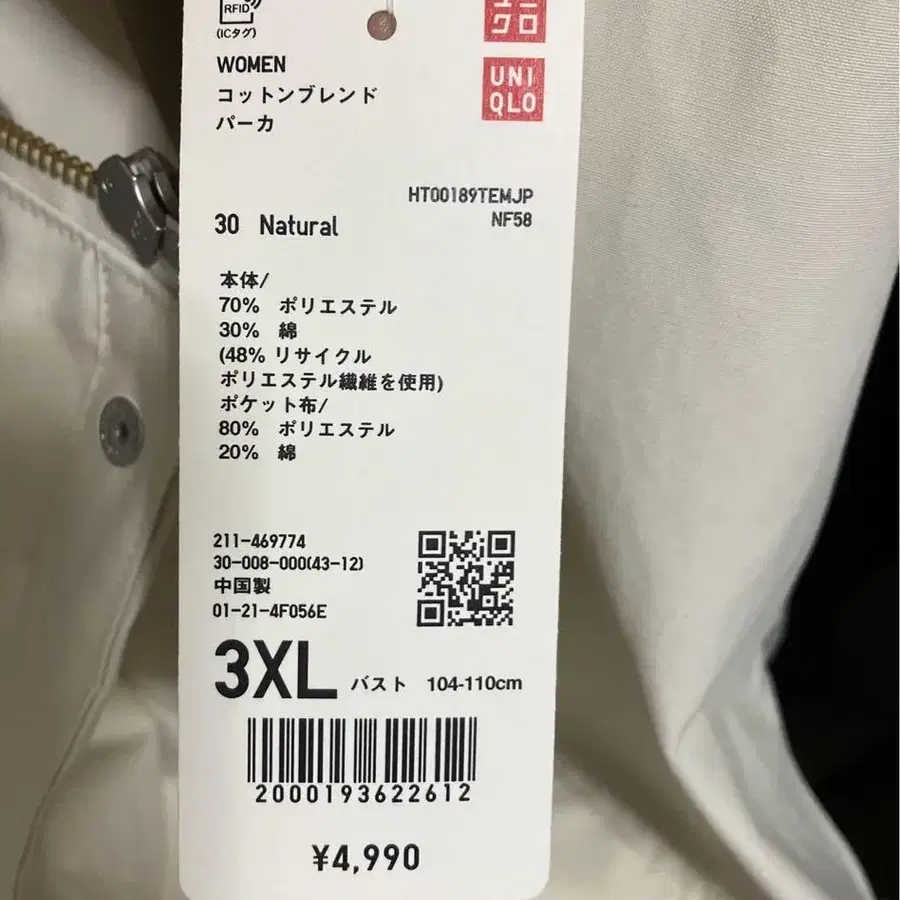 RFID
(ICタグ)
WOMEN
コットンブレンド
パーカ
クロ
UNI
QLO
HT00189TEMJP
NF58
30 Natural
本体/
70% ポリエステル
30% 綿
(48% リサイクル
ポリエステル繊維を使用)
ポケット布/
80% ポリエステル
20% 綿
211-469774
30-008-000(43-12)
中国製
01-21-4F056E
3XL バスト 104-110cm
2000193622612
¥4,990